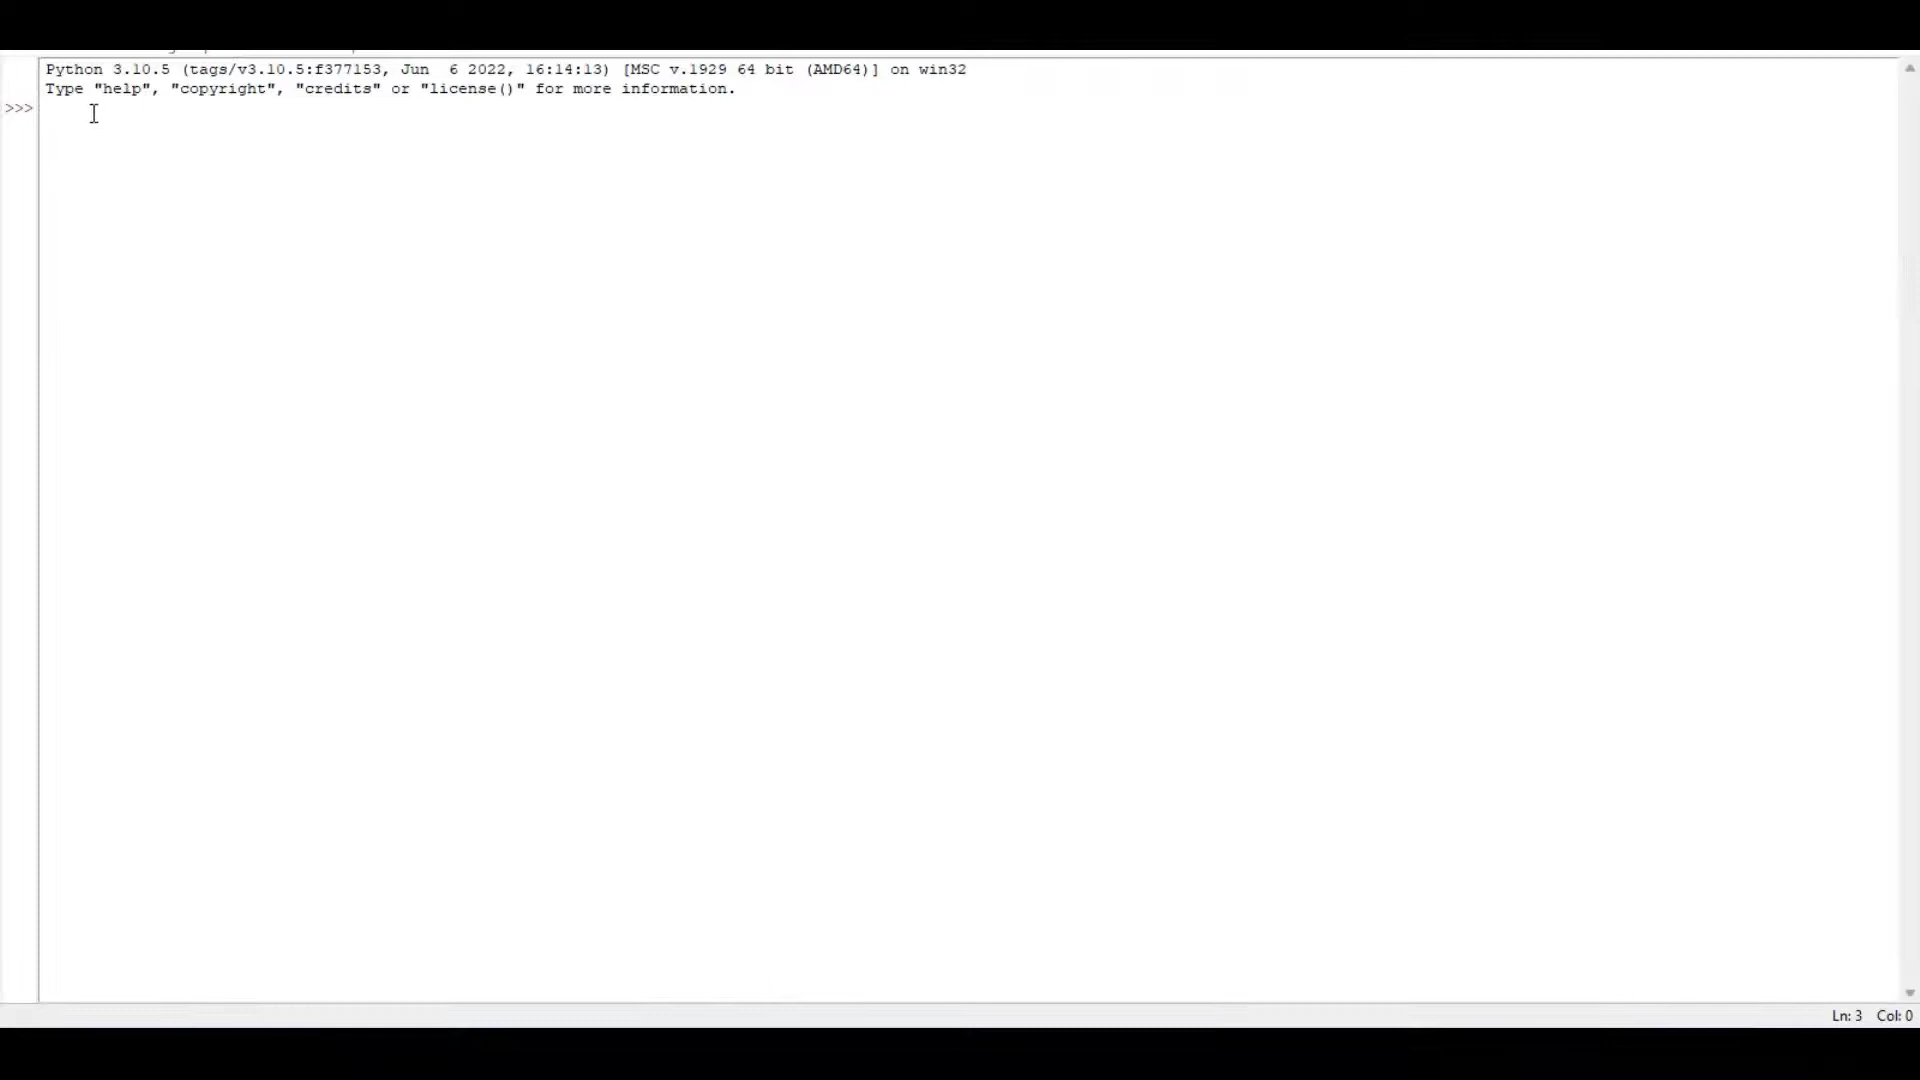 Python 3.10.5 (tags/v3.10.5:f377153, Jun  6 2022, 16:14:13) [MSC v.1929 64 bit (AMD64)] on win32
Type "help", "copyright", "credits" or "license()" for more information.
>>>
Ln: 3 Col: 0